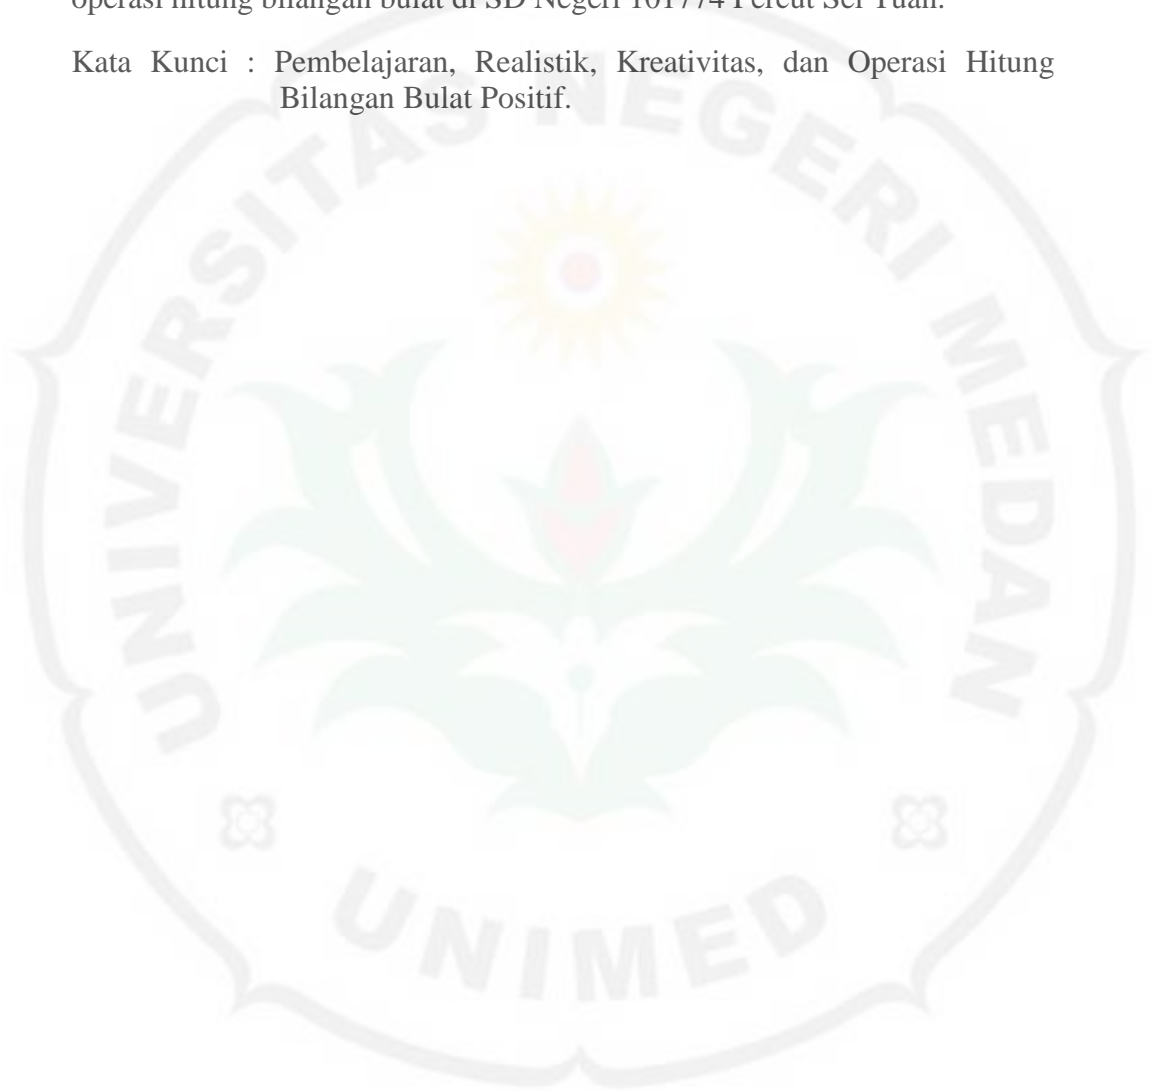 operasi hitung bilangan bulat di SD Negeri 101774 Percut Sei Tuan.
Kata Kunci : Pembelajaran, Realistik, Kreativitas, dan Operasi Hitung
Bilangan Bulat Positif.
UNIVERSITAS NEGERI MEDAN
UNIMED